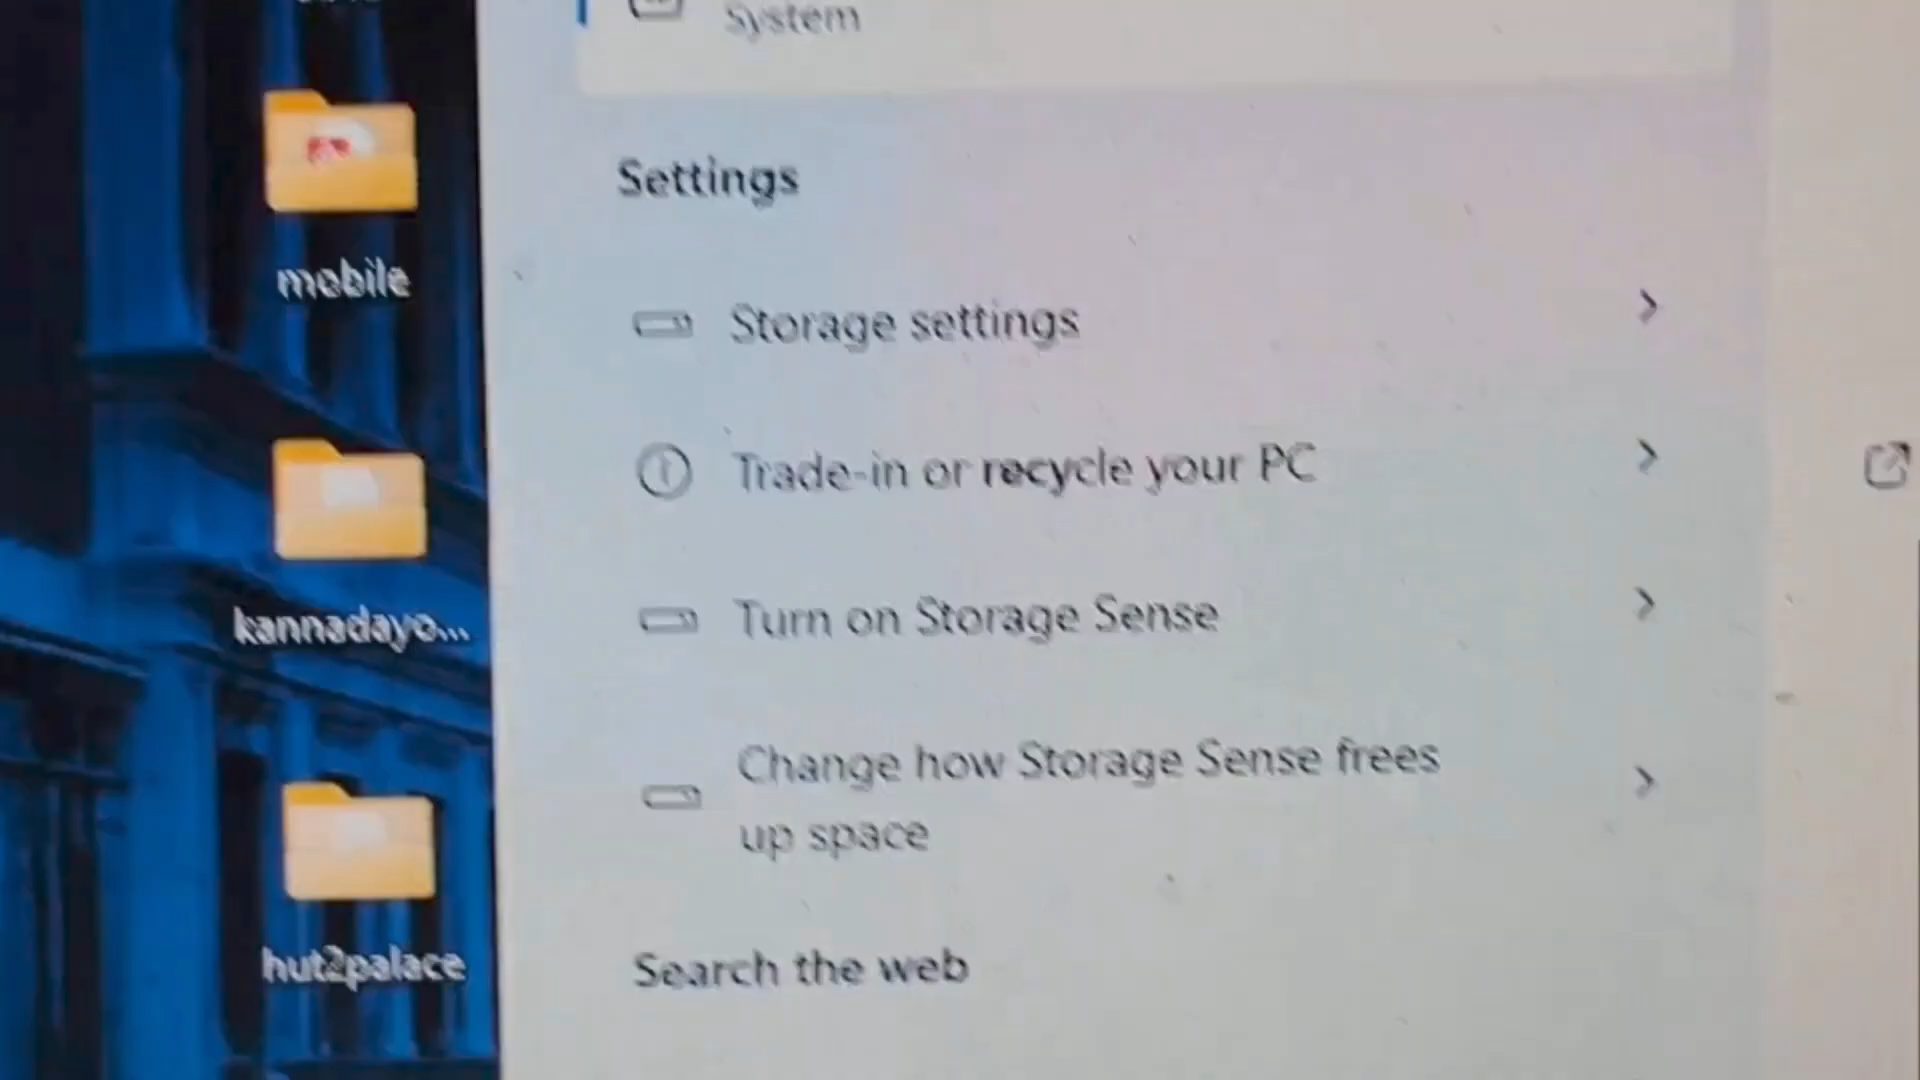 System
Settings
mobile
Storage settings
Trade-in or recycle your PC
kannadayo...
Turn on Storage Sense
Change how Storage Sense frees
up space
hut2palace
Search the web